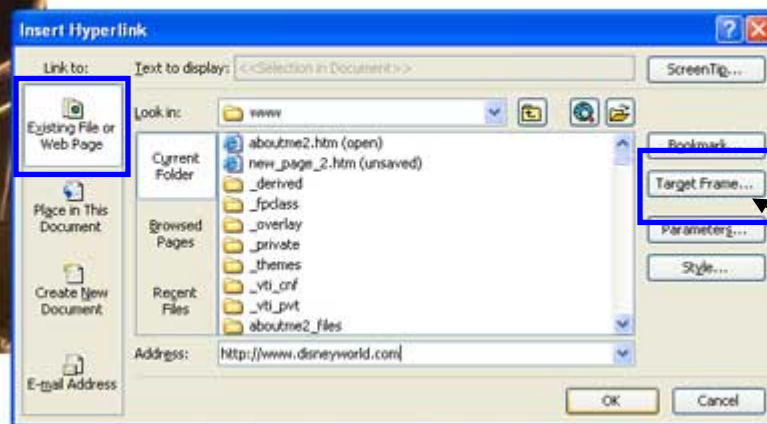 Insert Hyperlink
Link to:
Text to display: <<Selection in Document>>
ScreenTip...
Existing File or Web Page
Look in: www
Bookmark...
Current Folder
aboutme2.htm (open)
new_page_2.htm (unsaved)
_derived
_fpclass
_overlay
_private
_themes
_vti_cnf
_vti_pvt
aboutme2_files
Target Frame...
Place in This Document
Browsed Pages
Parameters...
Style...
Create New Document
Recent Files
Address: http://www.disneyworld.com
E-mail Address
OK
Cancel